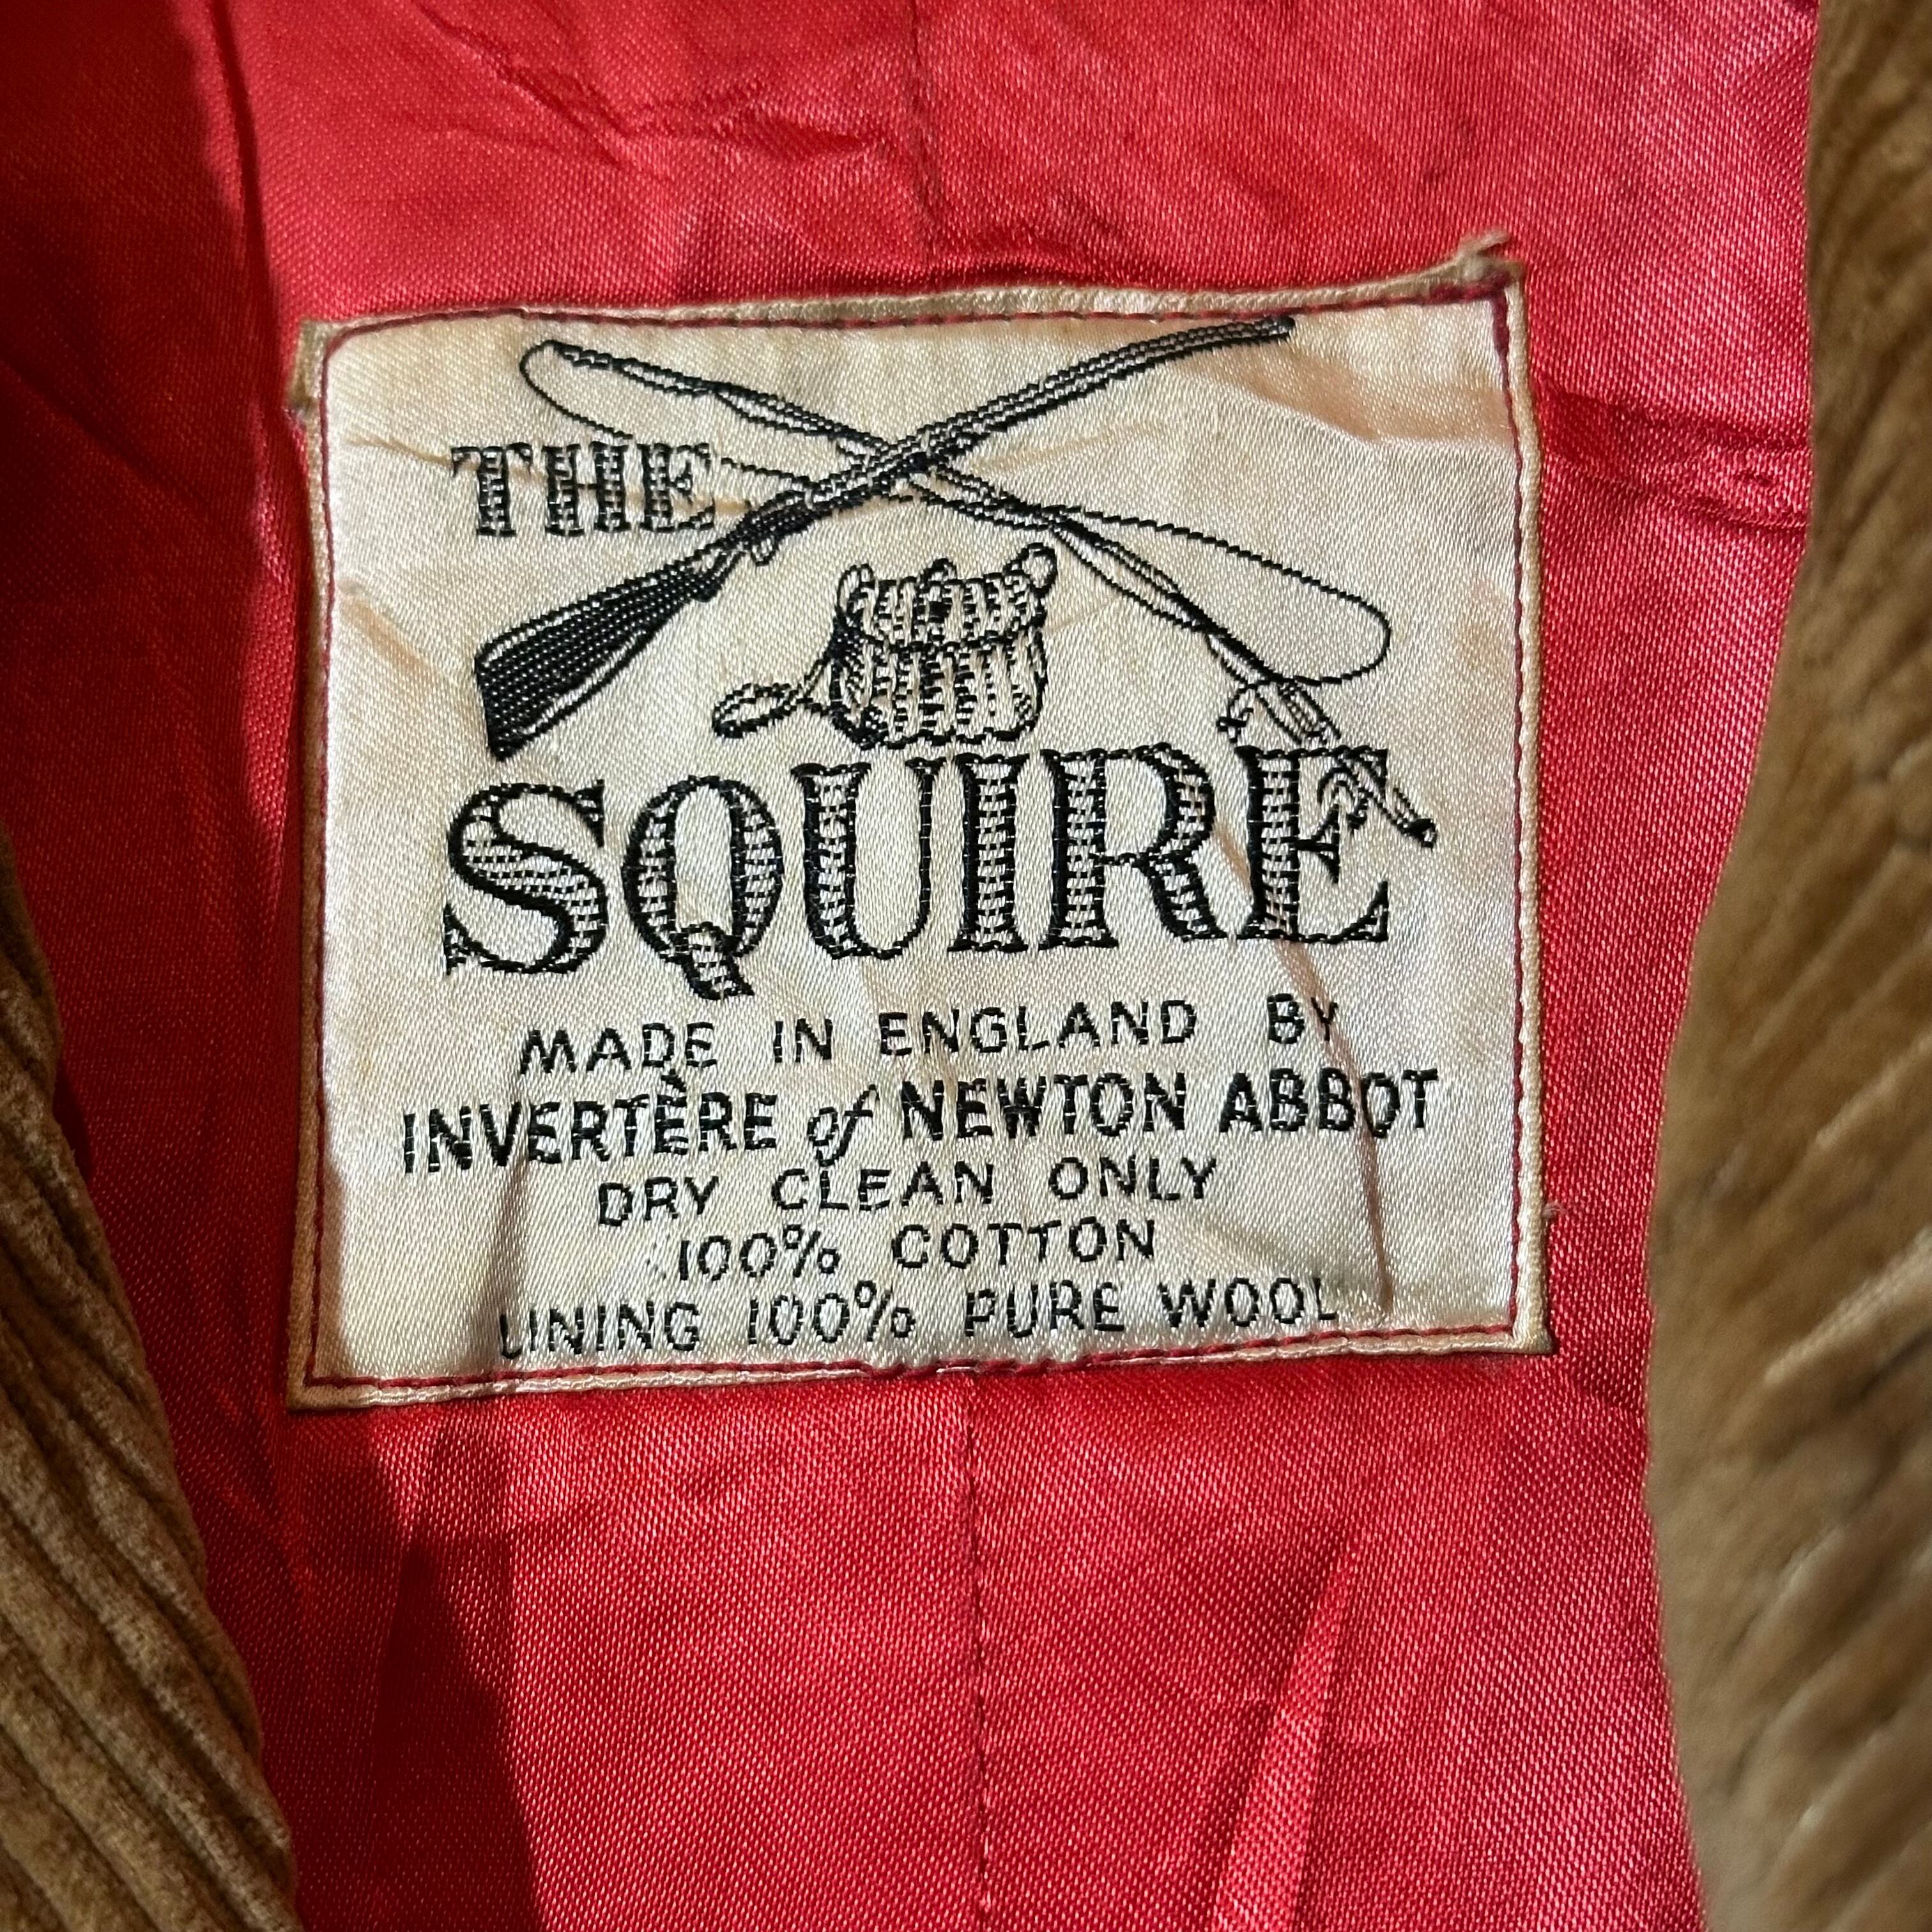 THE
SQUIRE
MADE IN ENGLAND BY
INVERTÈRE of NEWTON ABBOT
DRY CLEAN ONLY
100% COTTON
LINING 100% PURE WOOL